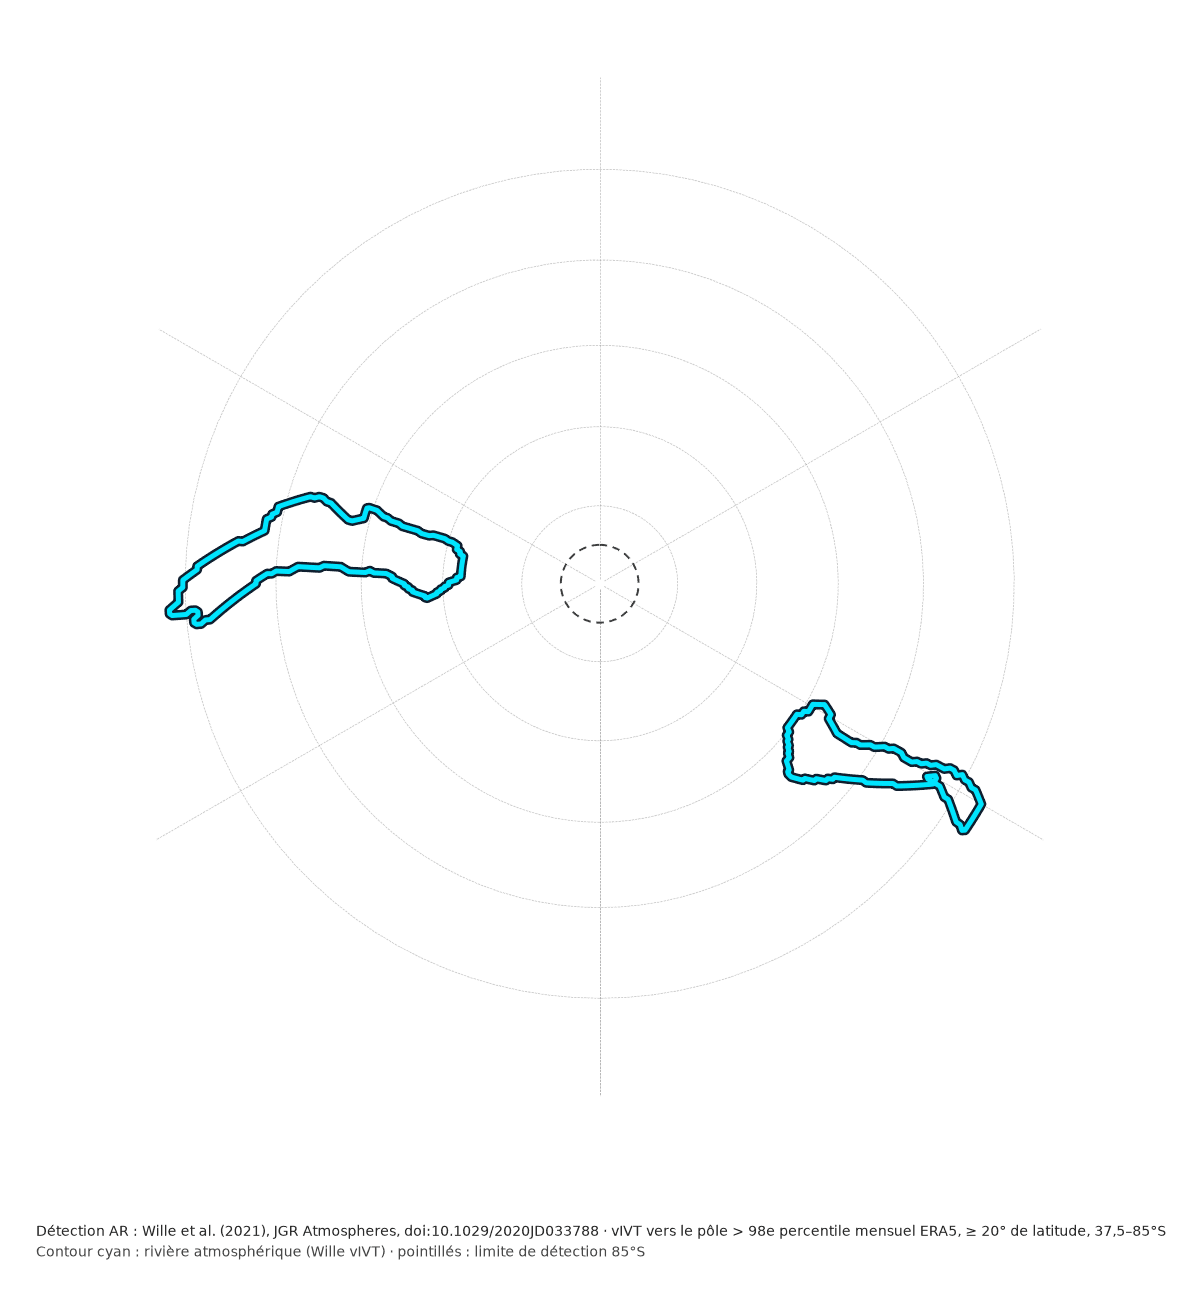 Détection AR : Wille et al. (2021), JGR Atmospheres, doi:10.1029/2020JD033788 · vIVT vers le pôle > 98e percentile mensuel ERA5, ≥ 20° de latitude, 37,5–85°S
Contour cyan : rivière atmosphérique (Wille vIVT) · pointillés : limite de détection 85°S